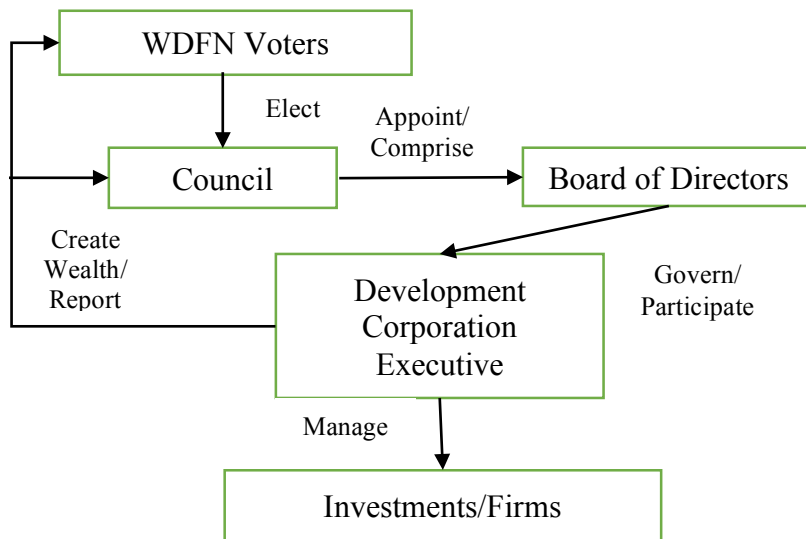 WDFN Voters
Elect
Appoint/
Comprise
Council
Board of Directors
Create
Wealth/
Report
Development
Corporation
Executive
Govern/
Participate
Manage
Investments/Firms